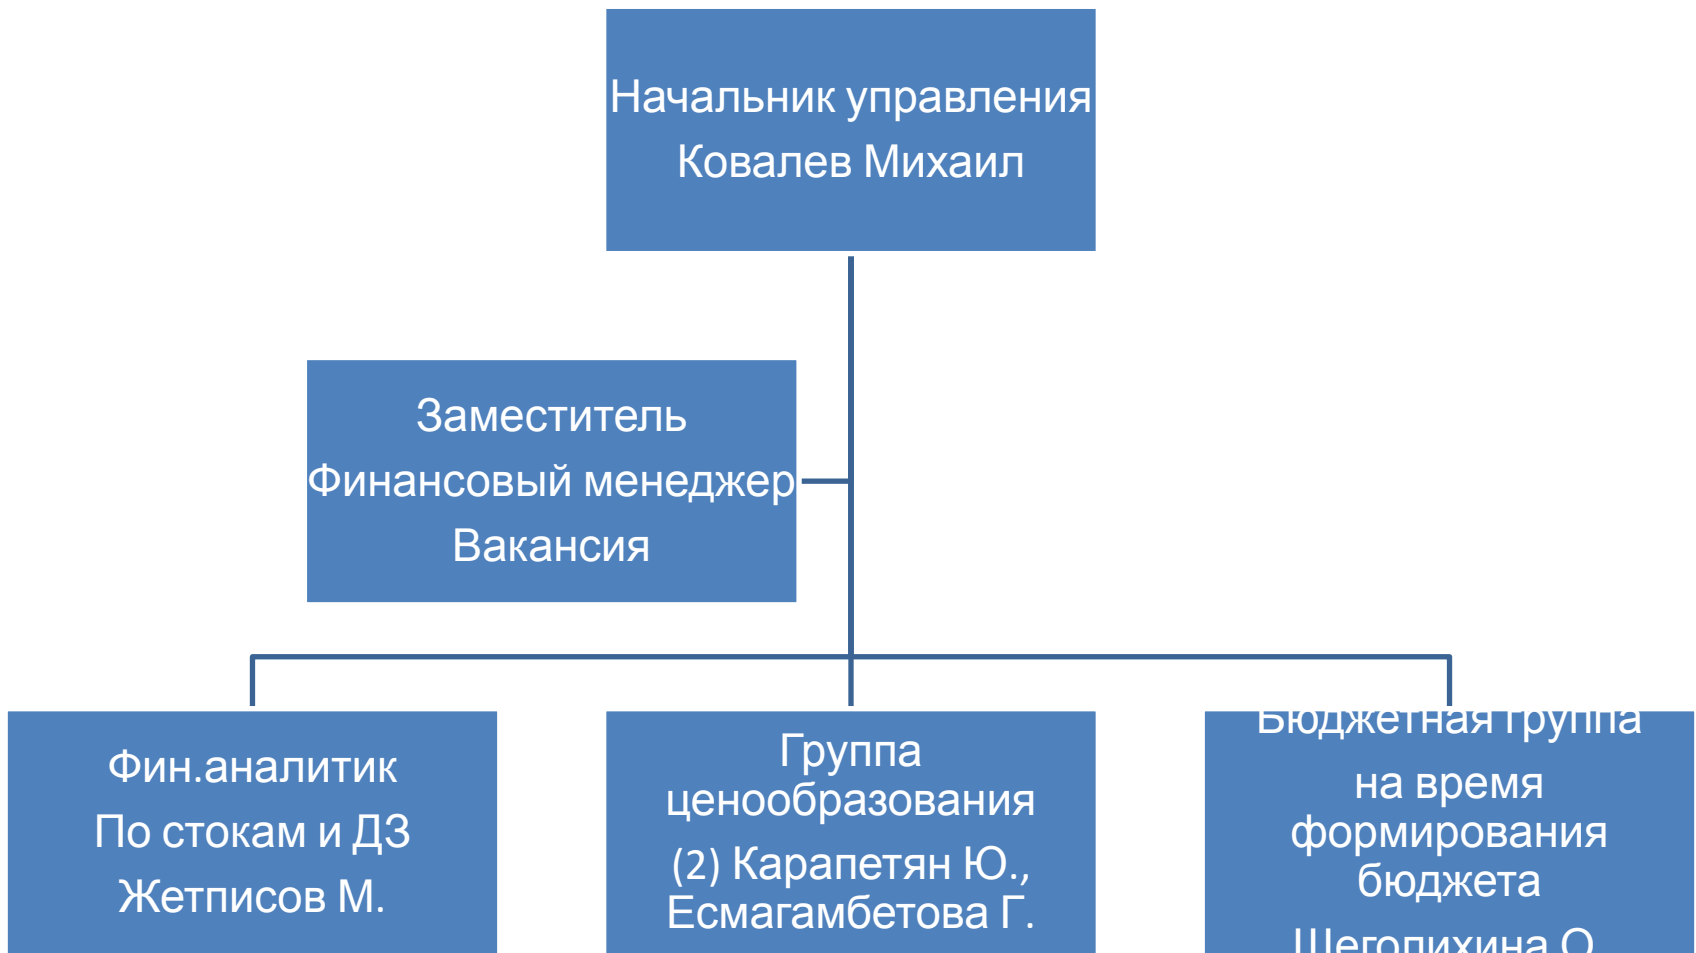 Начальник управления
Ковалев Михаил
Заместитель
Финансовый менеджер
Вакансия
Фин.аналитик
По стокам и ДЗ
Жетписов М.
Группа
ценообразования
(2) Карапетян Ю.,
Есмагамбетова Г.
Бюджетная группа
на время
формирования
бюджета
Щеголихина О.